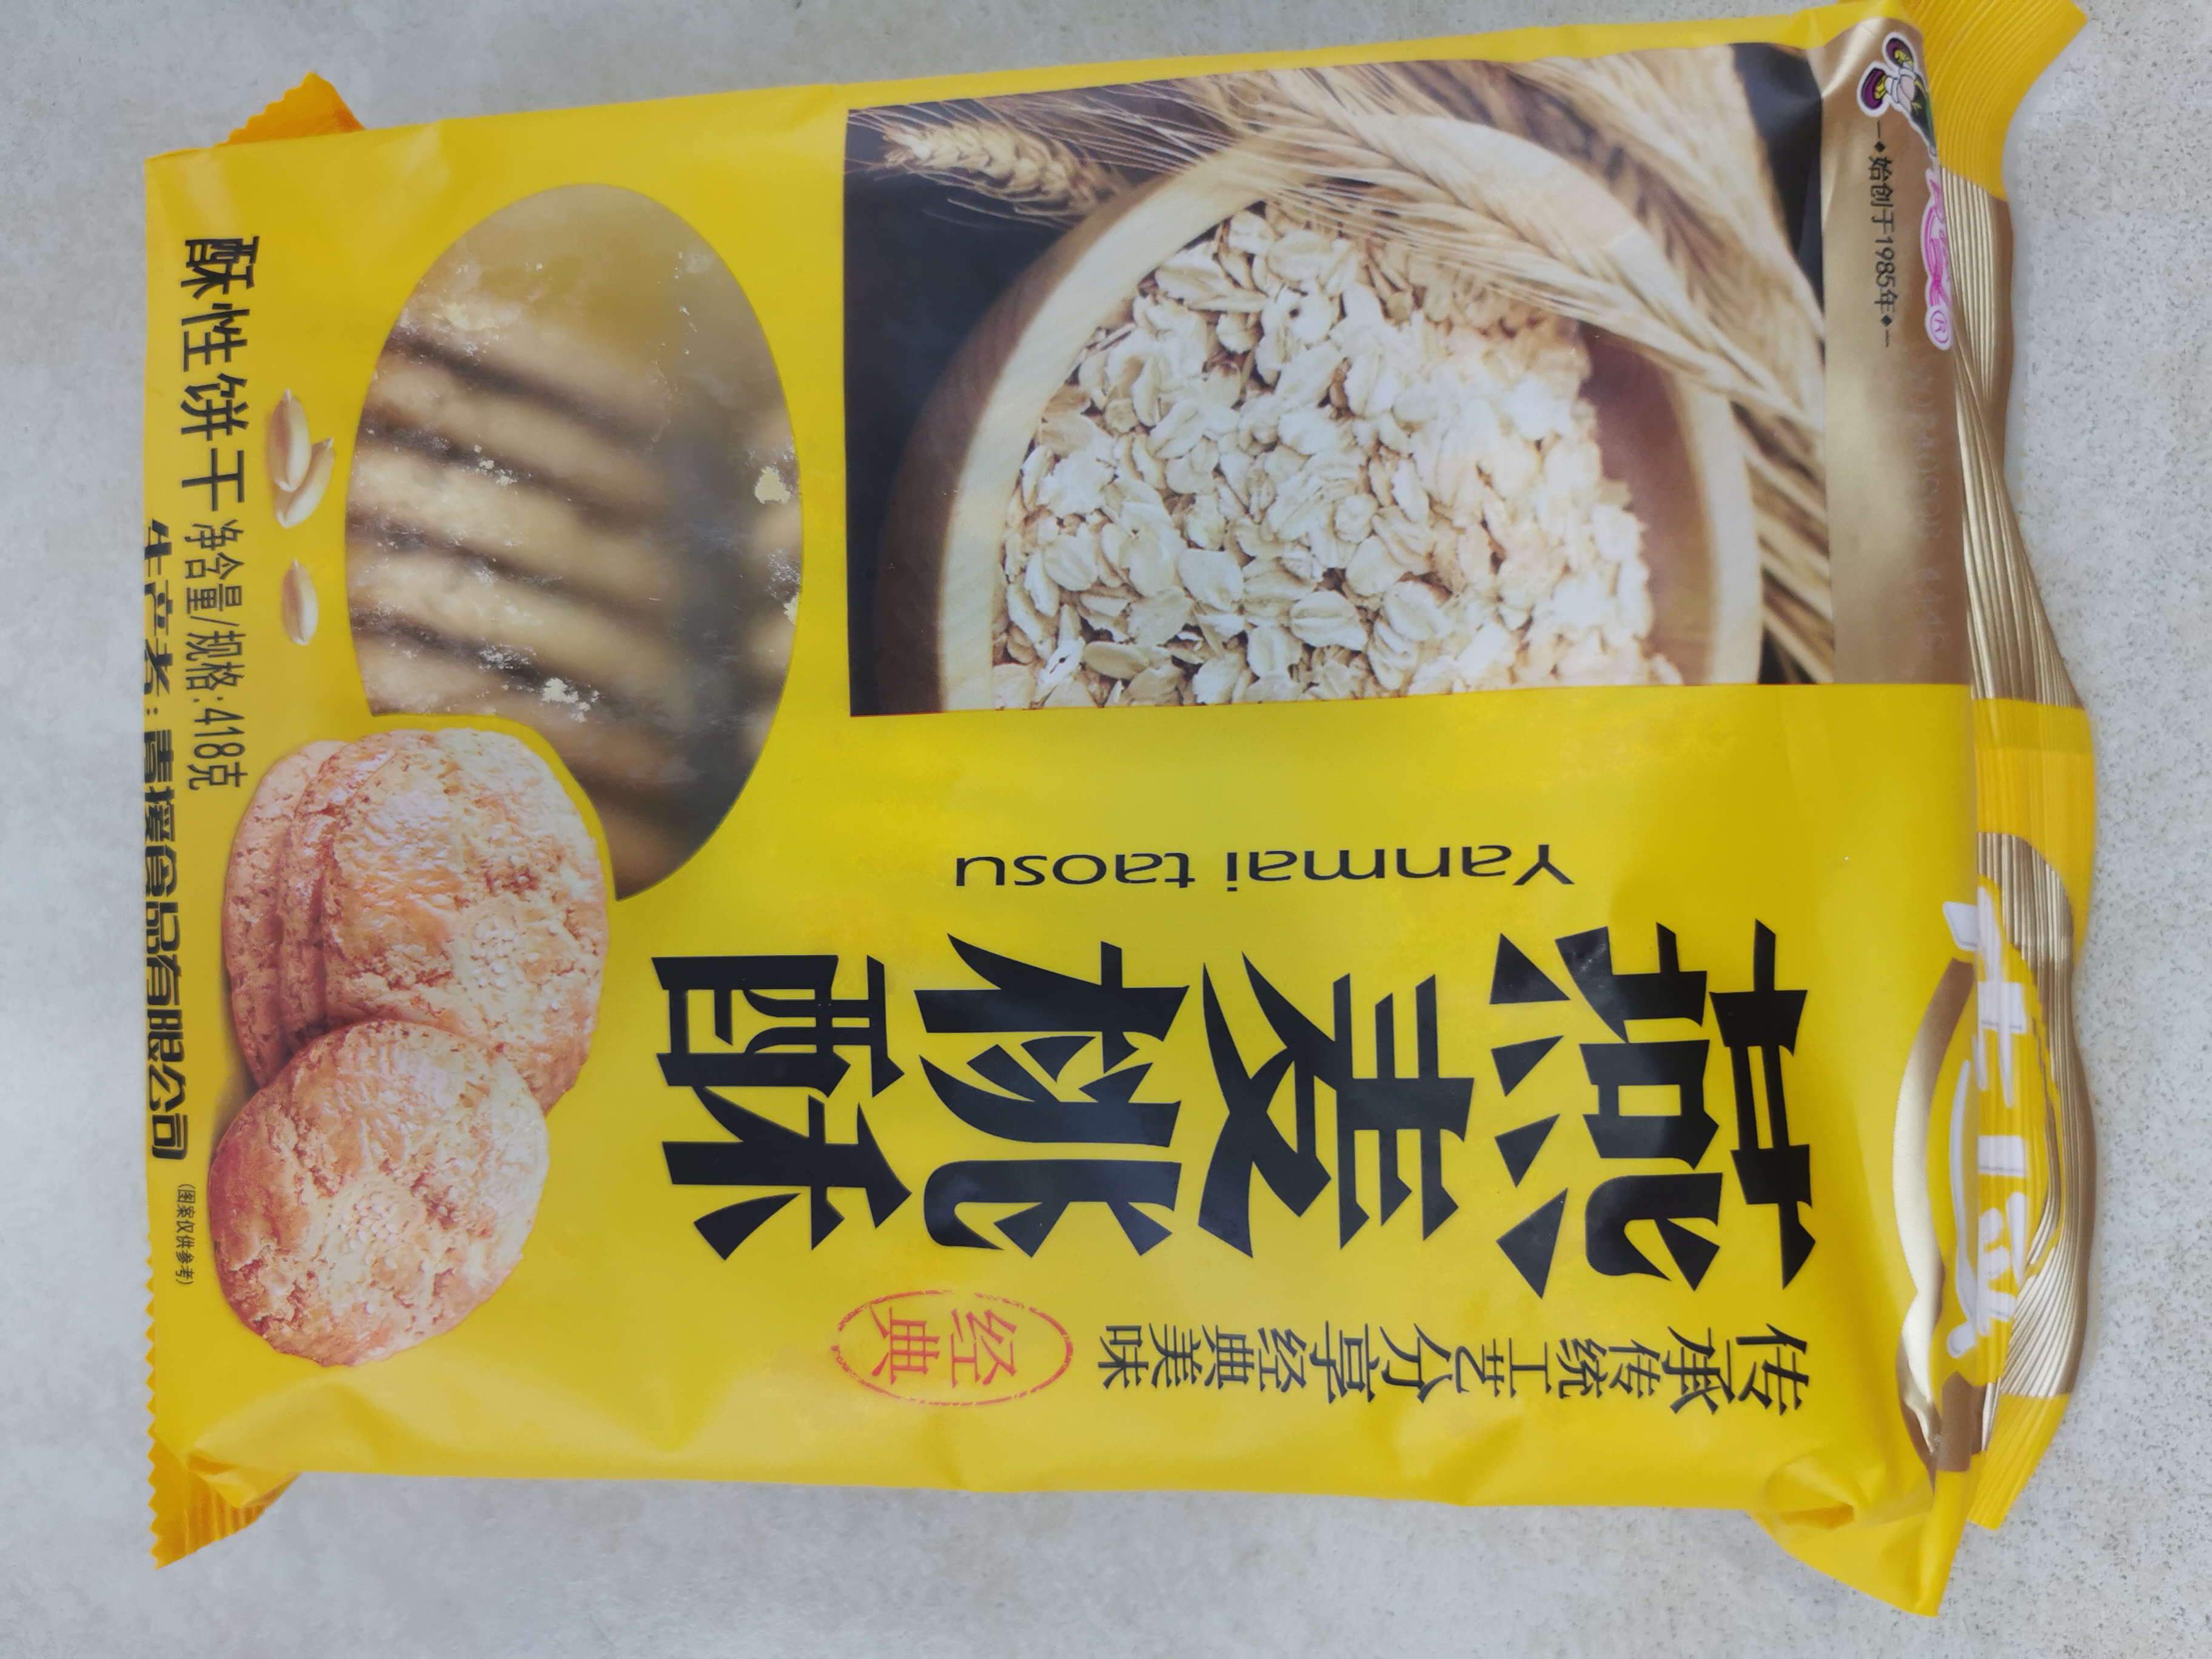 始创于1985年
燕麦桃酥
Yanmai taosu
传承传统工艺分享经典美味
经典
酥性饼干 净含量/规格:418克
生产者:青援食品有限公司
(图案仅供参考)